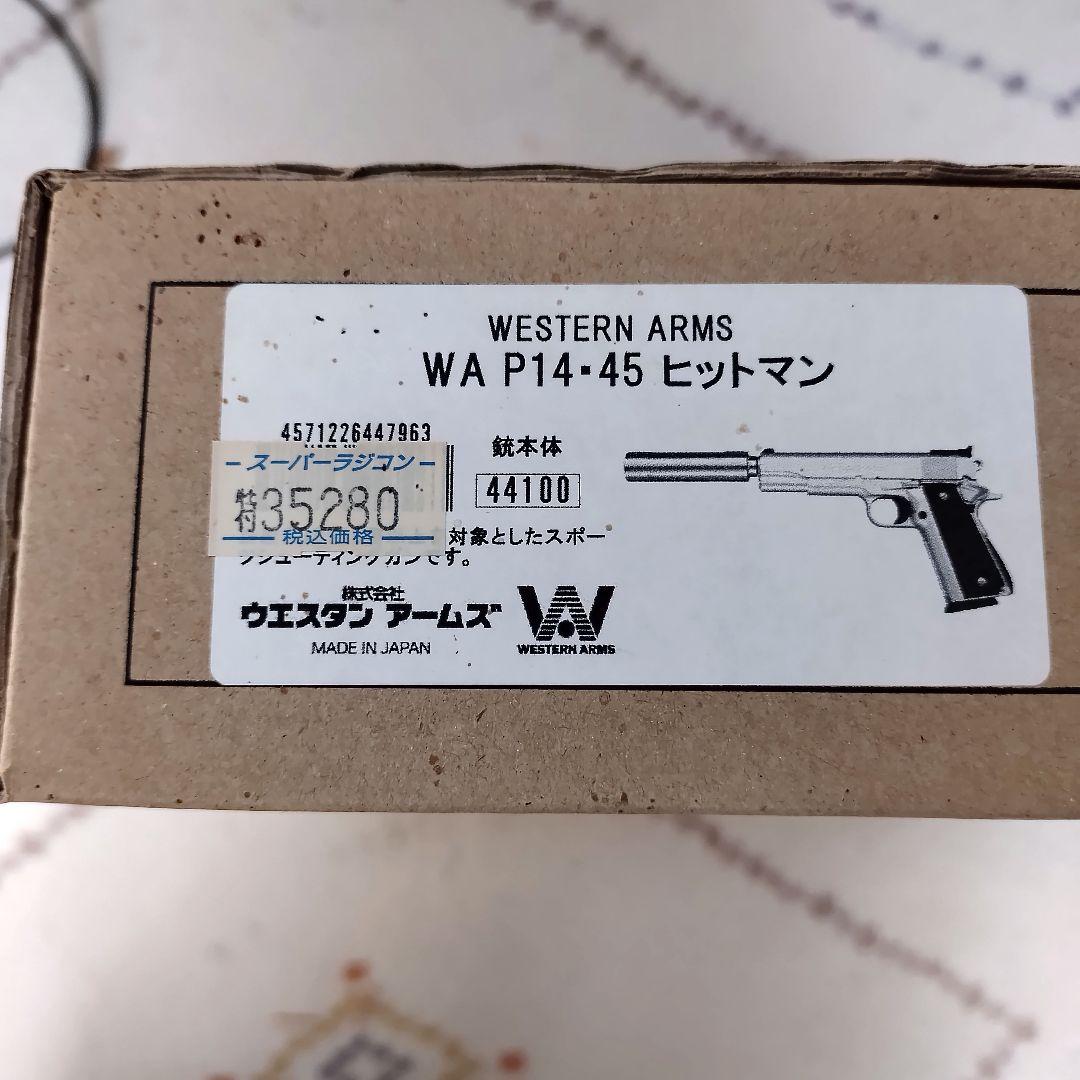 WESTERN ARMS
WA P14・45 ヒットマン
4571226447963
銃本体
44100
－スーパーラジコン－
特付35280
税込価格
対象としたスポー
ツシューティングガンです。
株式会社
ウエスタン アームズ
MADE IN JAPAN
WA
WESTERN ARMS